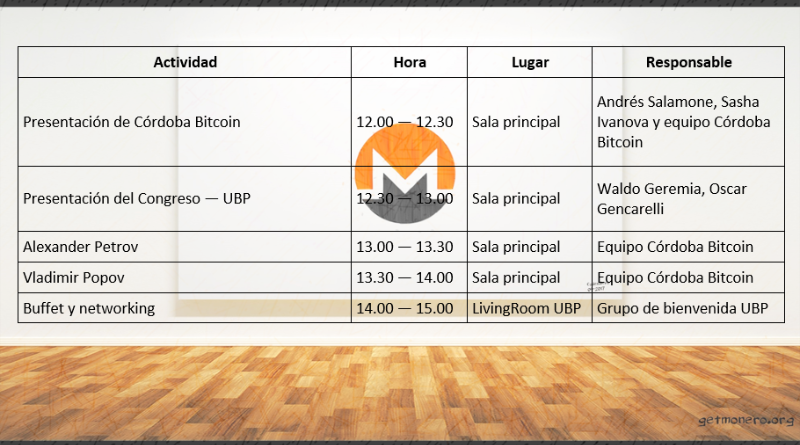 Actividad Hora Lugar Responsable
Presentación de Córdoba Bitcoin 12.00 — 12.30 Sala principal Andrés Salamone, Sasha
Ivanova y equipo Córdoba
Bitcoin
Presentación del Congreso — UBP 12.30 — 13.00 Sala principal Waldo Geremia, Oscar
Gencarelli
Alexander Petrov 13.00 — 13.30 Sala principal Equipo Córdoba Bitcoin
Vladimir Popov 13.30 — 14.00 Sala principal Equipo Córdoba Bitcoin
Buffet y networking 14.00 — 15.00 LivingRoom UBP Grupo de bienvenida UBP
getmonero.org